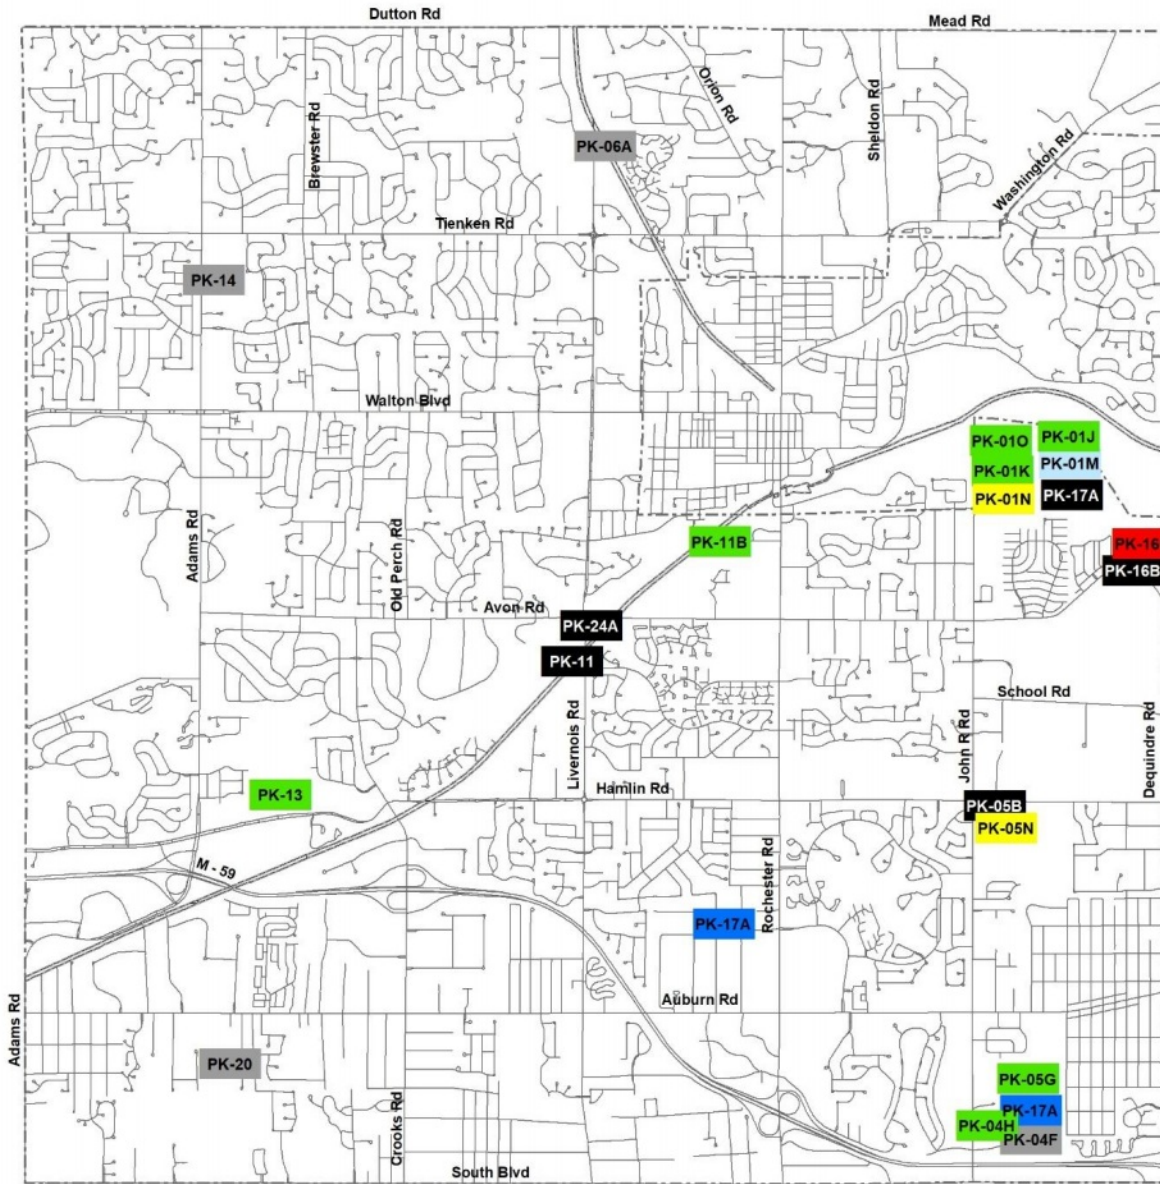 Dutton Rd
Mead Rd
Orion Rd
Sheldon Rd
Brewster Rd
PK-06A
Washington Rd
Tienken Rd
PK-14
Walton Blvd
PK-01O
PK-01J
PK-01K
PK-01M
PK-01N
PK-17A
Adams Rd
Old Perch Rd
PK-11B
PK-16
PK-16B
Avon Rd
PK-24A
PK-11
School Rd
Livernois Rd
John R Rd
Dequindre Rd
Hamlin Rd
PK-13
PK-05B
PK-05N
M - 59
Rochester Rd
PK-17A
Auburn Rd
Adams Rd
PK-20
PK-05G
PK-17A
PK-04H
PK-04F
Crooks Rd
South Blvd